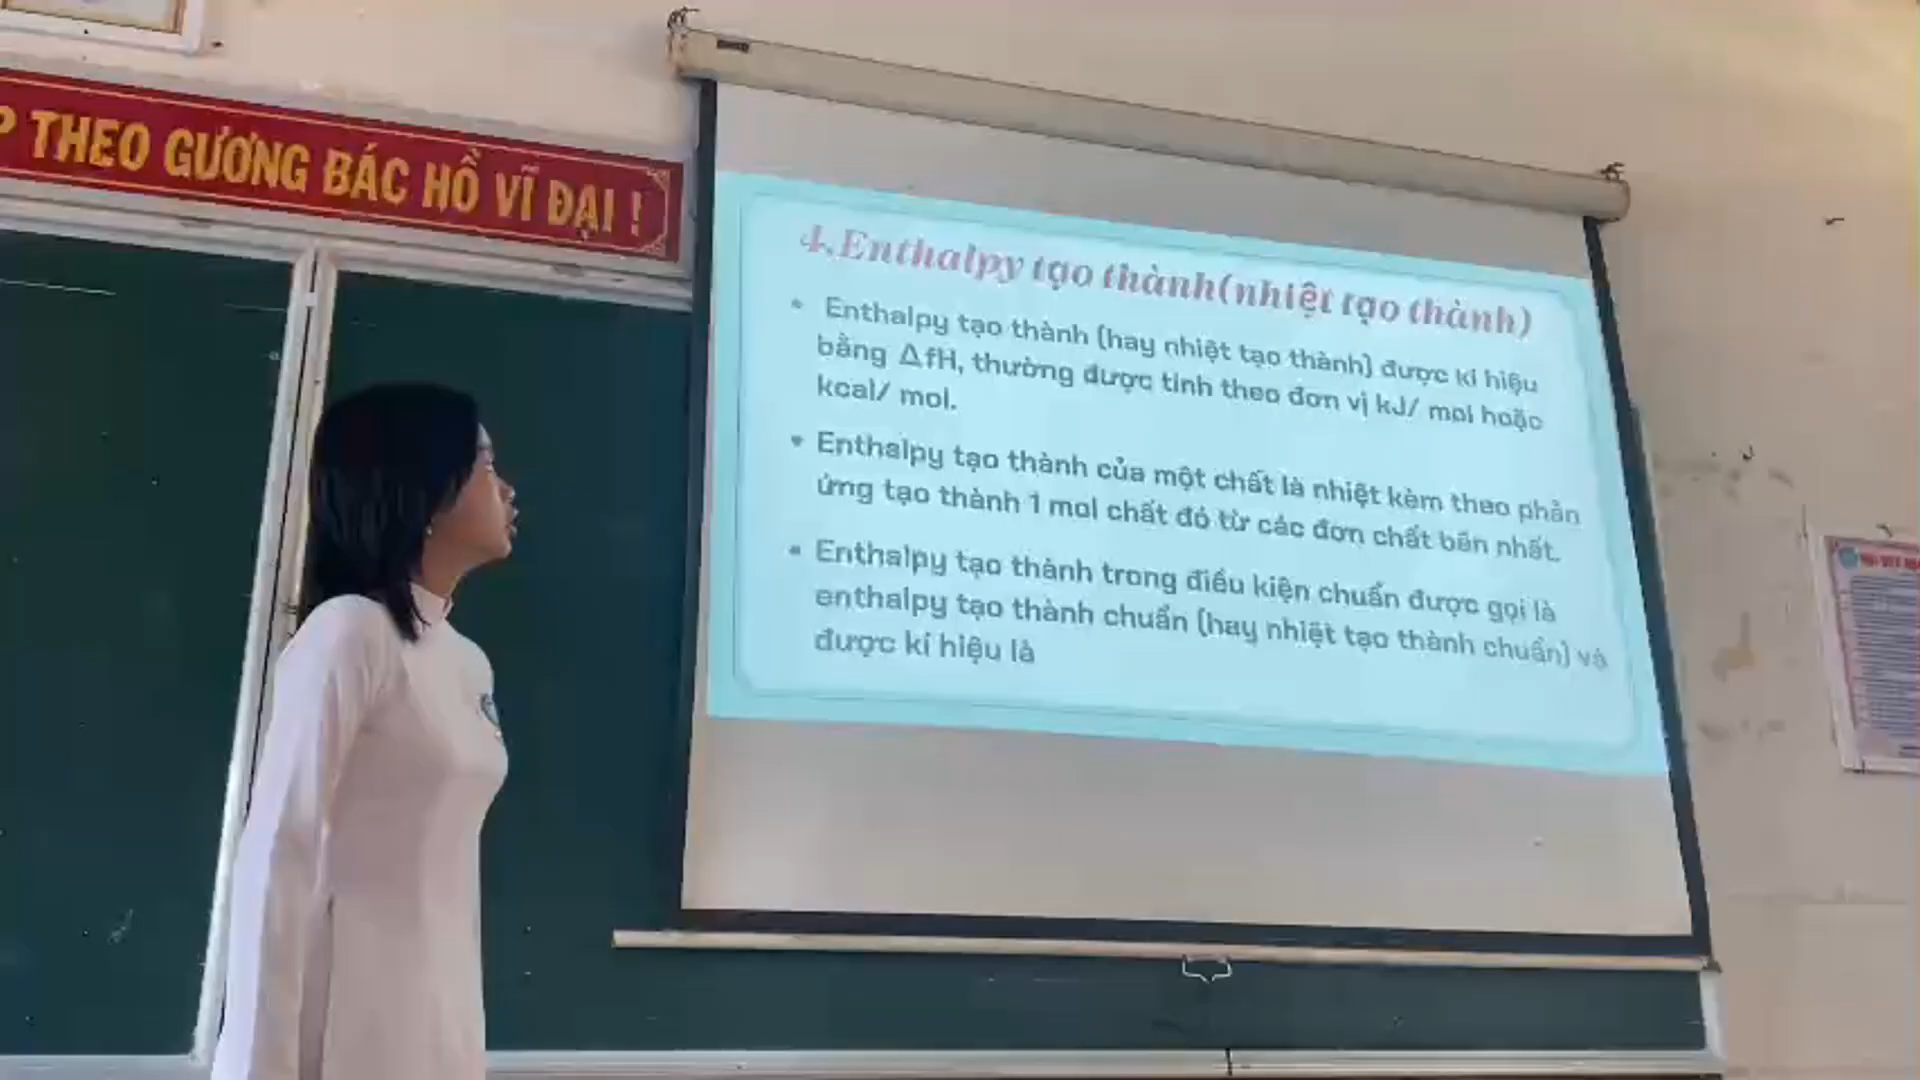 THEO GƯƠNG BÁC HỒ VĨ ĐẠI !
4.Enthalpy tạo thành(nhiệt tạo thành)
• Enthalpy tạo thành (hay nhiệt tạo thành) được kí hiệu
bằng ΔfH, thường được tính theo đơn vị kJ/ mol hoặc
kcal/ mol.
• Enthalpy tạo thành của một chất là nhiệt kèm theo phản
ứng tạo thành 1 mol chất đó từ các đơn chất bền nhất.
• Enthalpy tạo thành trong điều kiện chuẩn được gọi là
enthalpy tạo thành chuẩn (hay nhiệt tạo thành chuẩn) và
được kí hiệu là